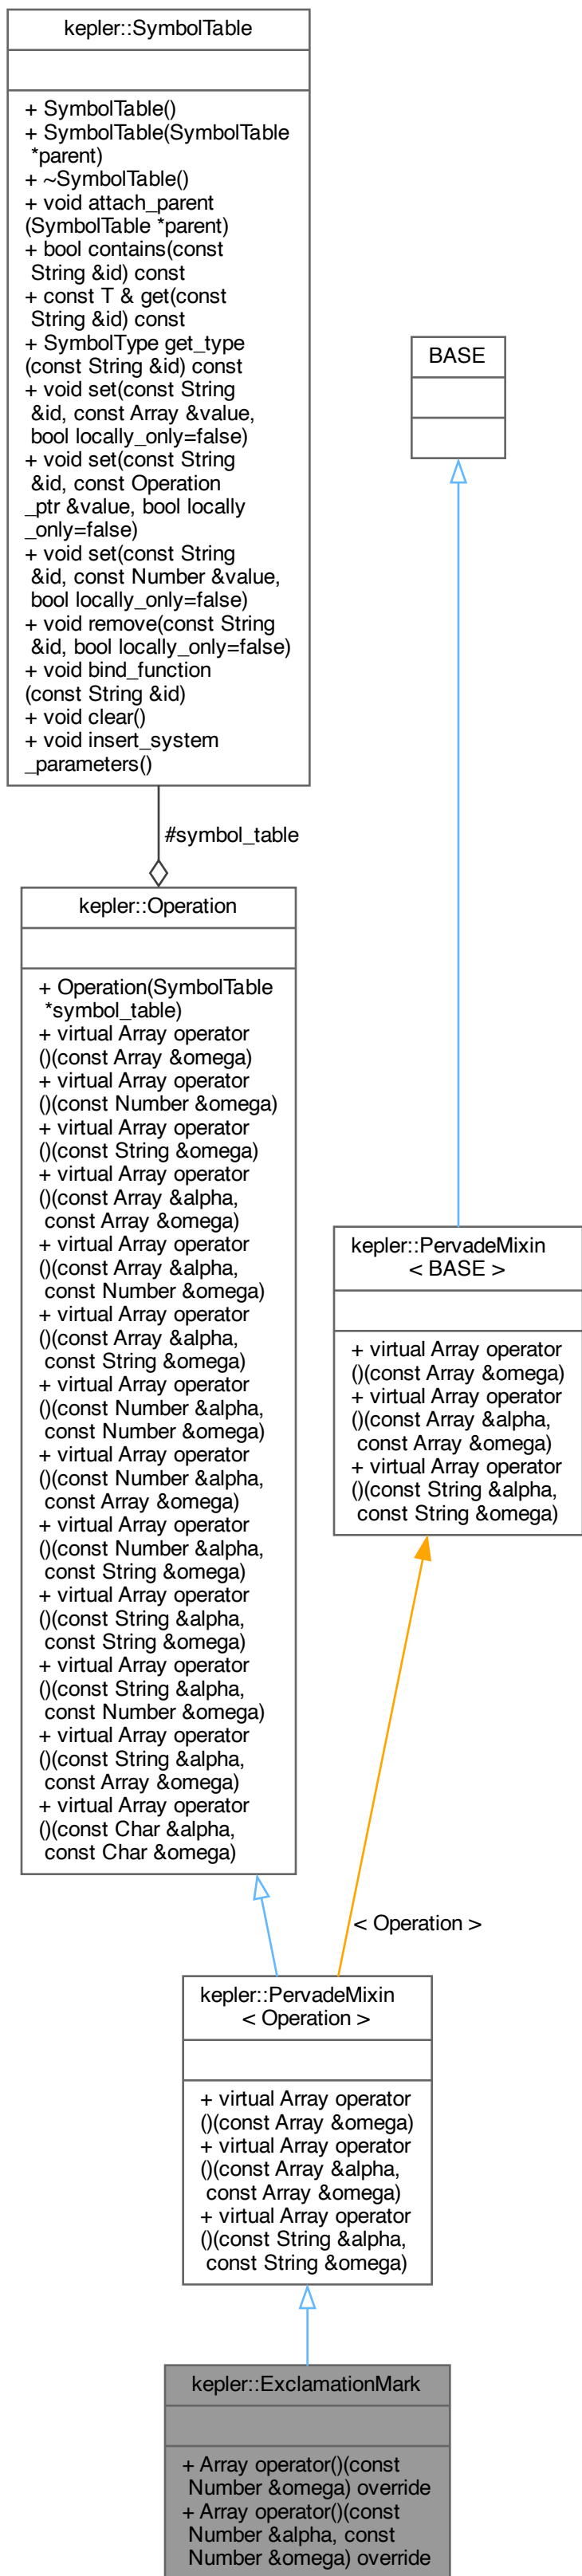 kepler::SymbolTable
+ SymbolTable()
+ SymbolTable(SymbolTable
*parent)
+ ~SymbolTable()
+ void attach_parent
(SymbolTable *parent)
+ bool contains(const
String &id) const
+ const T & get(const
String &id) const
+ SymbolType get_type
(const String &id) const
+ void set(const String
&id, const Array &value,
bool locally_only=false)
+ void set(const String
&id, const Operation
_ptr &value, bool locally
_only=false)
+ void set(const String
&id, const Number &value,
bool locally_only=false)
+ void remove(const String
&id, bool locally_only=false)
+ void bind_function
(const String &id)
+ void clear()
+ void insert_system
_parameters()
BASE
#symbol_table
kepler::Operation
+ Operation(SymbolTable
*symbol_table)
+ virtual Array operator
()(const Array &omega)
+ virtual Array operator
()(const Number &omega)
+ virtual Array operator
()(const String &omega)
+ virtual Array operator
()(const Array &alpha,
const Array &omega)
+ virtual Array operator
()(const Array &alpha,
const Number &omega)
+ virtual Array operator
()(const Array &alpha,
const String &omega)
+ virtual Array operator
()(const Number &alpha,
const Number &omega)
+ virtual Array operator
()(const Number &alpha,
const Array &omega)
+ virtual Array operator
()(const Number &alpha,
const String &omega)
+ virtual Array operator
()(const String &alpha,
const String &omega)
+ virtual Array operator
()(const String &alpha,
const Number &omega)
+ virtual Array operator
()(const String &alpha,
const Array &omega)
+ virtual Array operator
()(const Char &alpha,
const Char &omega)
kepler::PervadeMixin
< BASE >
+ virtual Array operator
()(const Array &omega)
+ virtual Array operator
()(const Array &alpha,
const Array &omega)
+ virtual Array operator
()(const String &alpha,
const String &omega)
< Operation >
kepler::PervadeMixin
< Operation >
+ virtual Array operator
()(const Array &omega)
+ virtual Array operator
()(const Array &alpha,
const Array &omega)
+ virtual Array operator
()(const String &alpha,
const String &omega)
kepler::ExclamationMark
+ Array operator()(const
Number &omega) override
+ Array operator()(const
Number &alpha, const
Number &omega) override